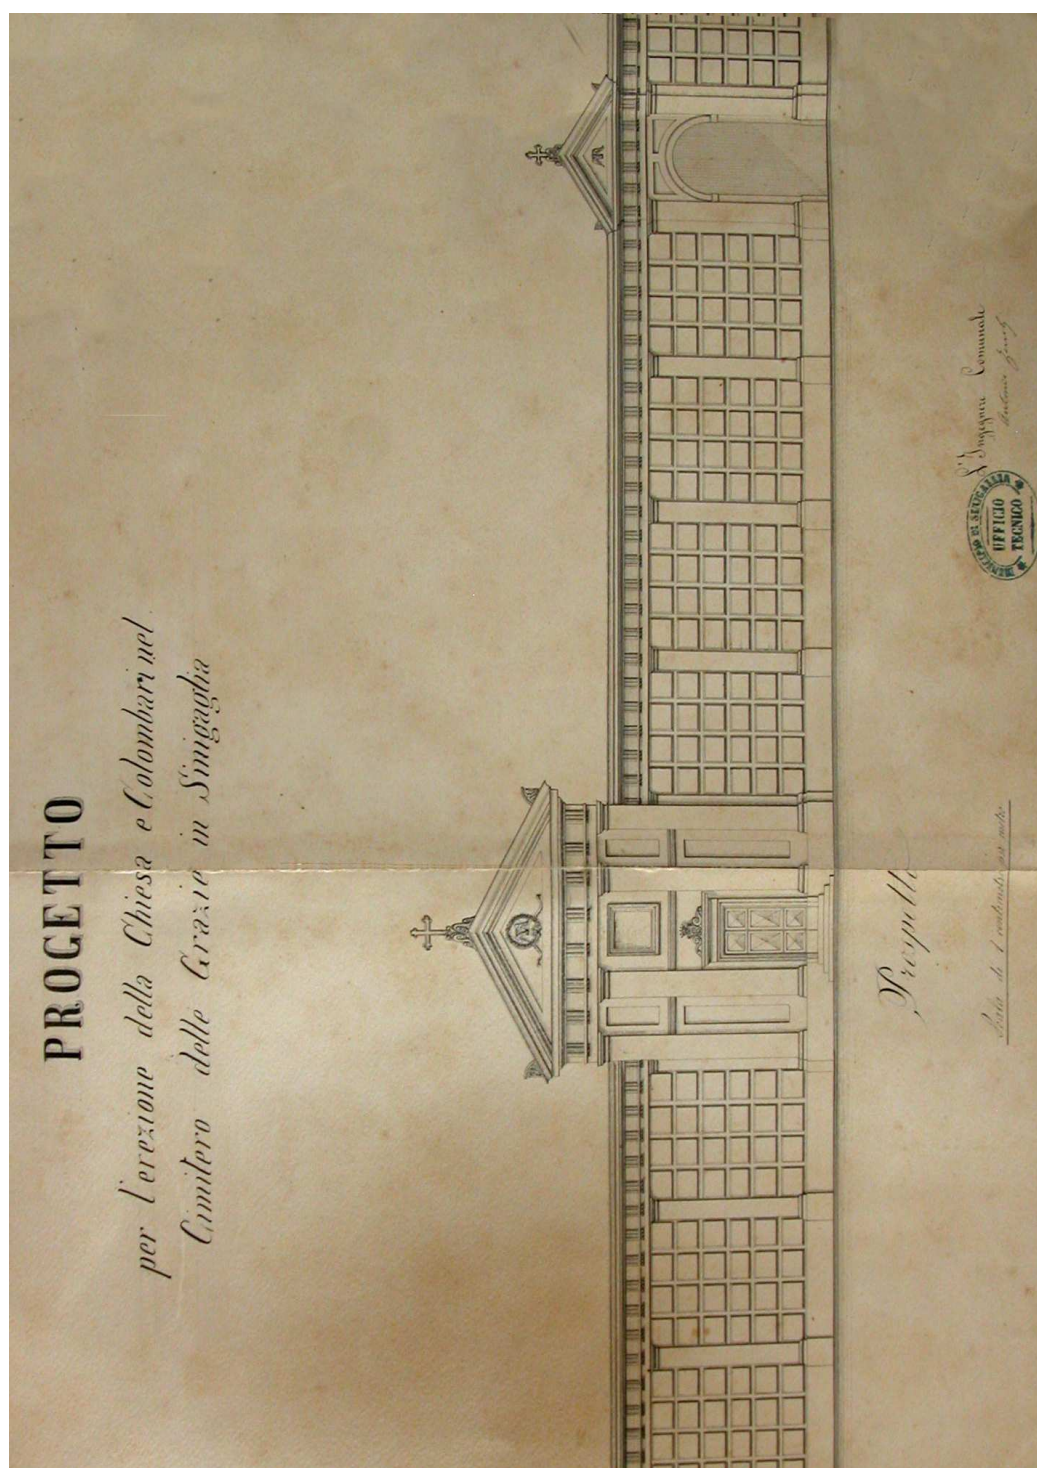 PROGETTO
per l'erezione della Chiesa e Colombari nel
Cimitero delle Grazie in Sinigaglia
Prospetto
Scala di 1 centimetro per metro
L'Ingegnere Comunale
MUNICIPIO DI SENIGALLIA
UFFICIO
TECNICO